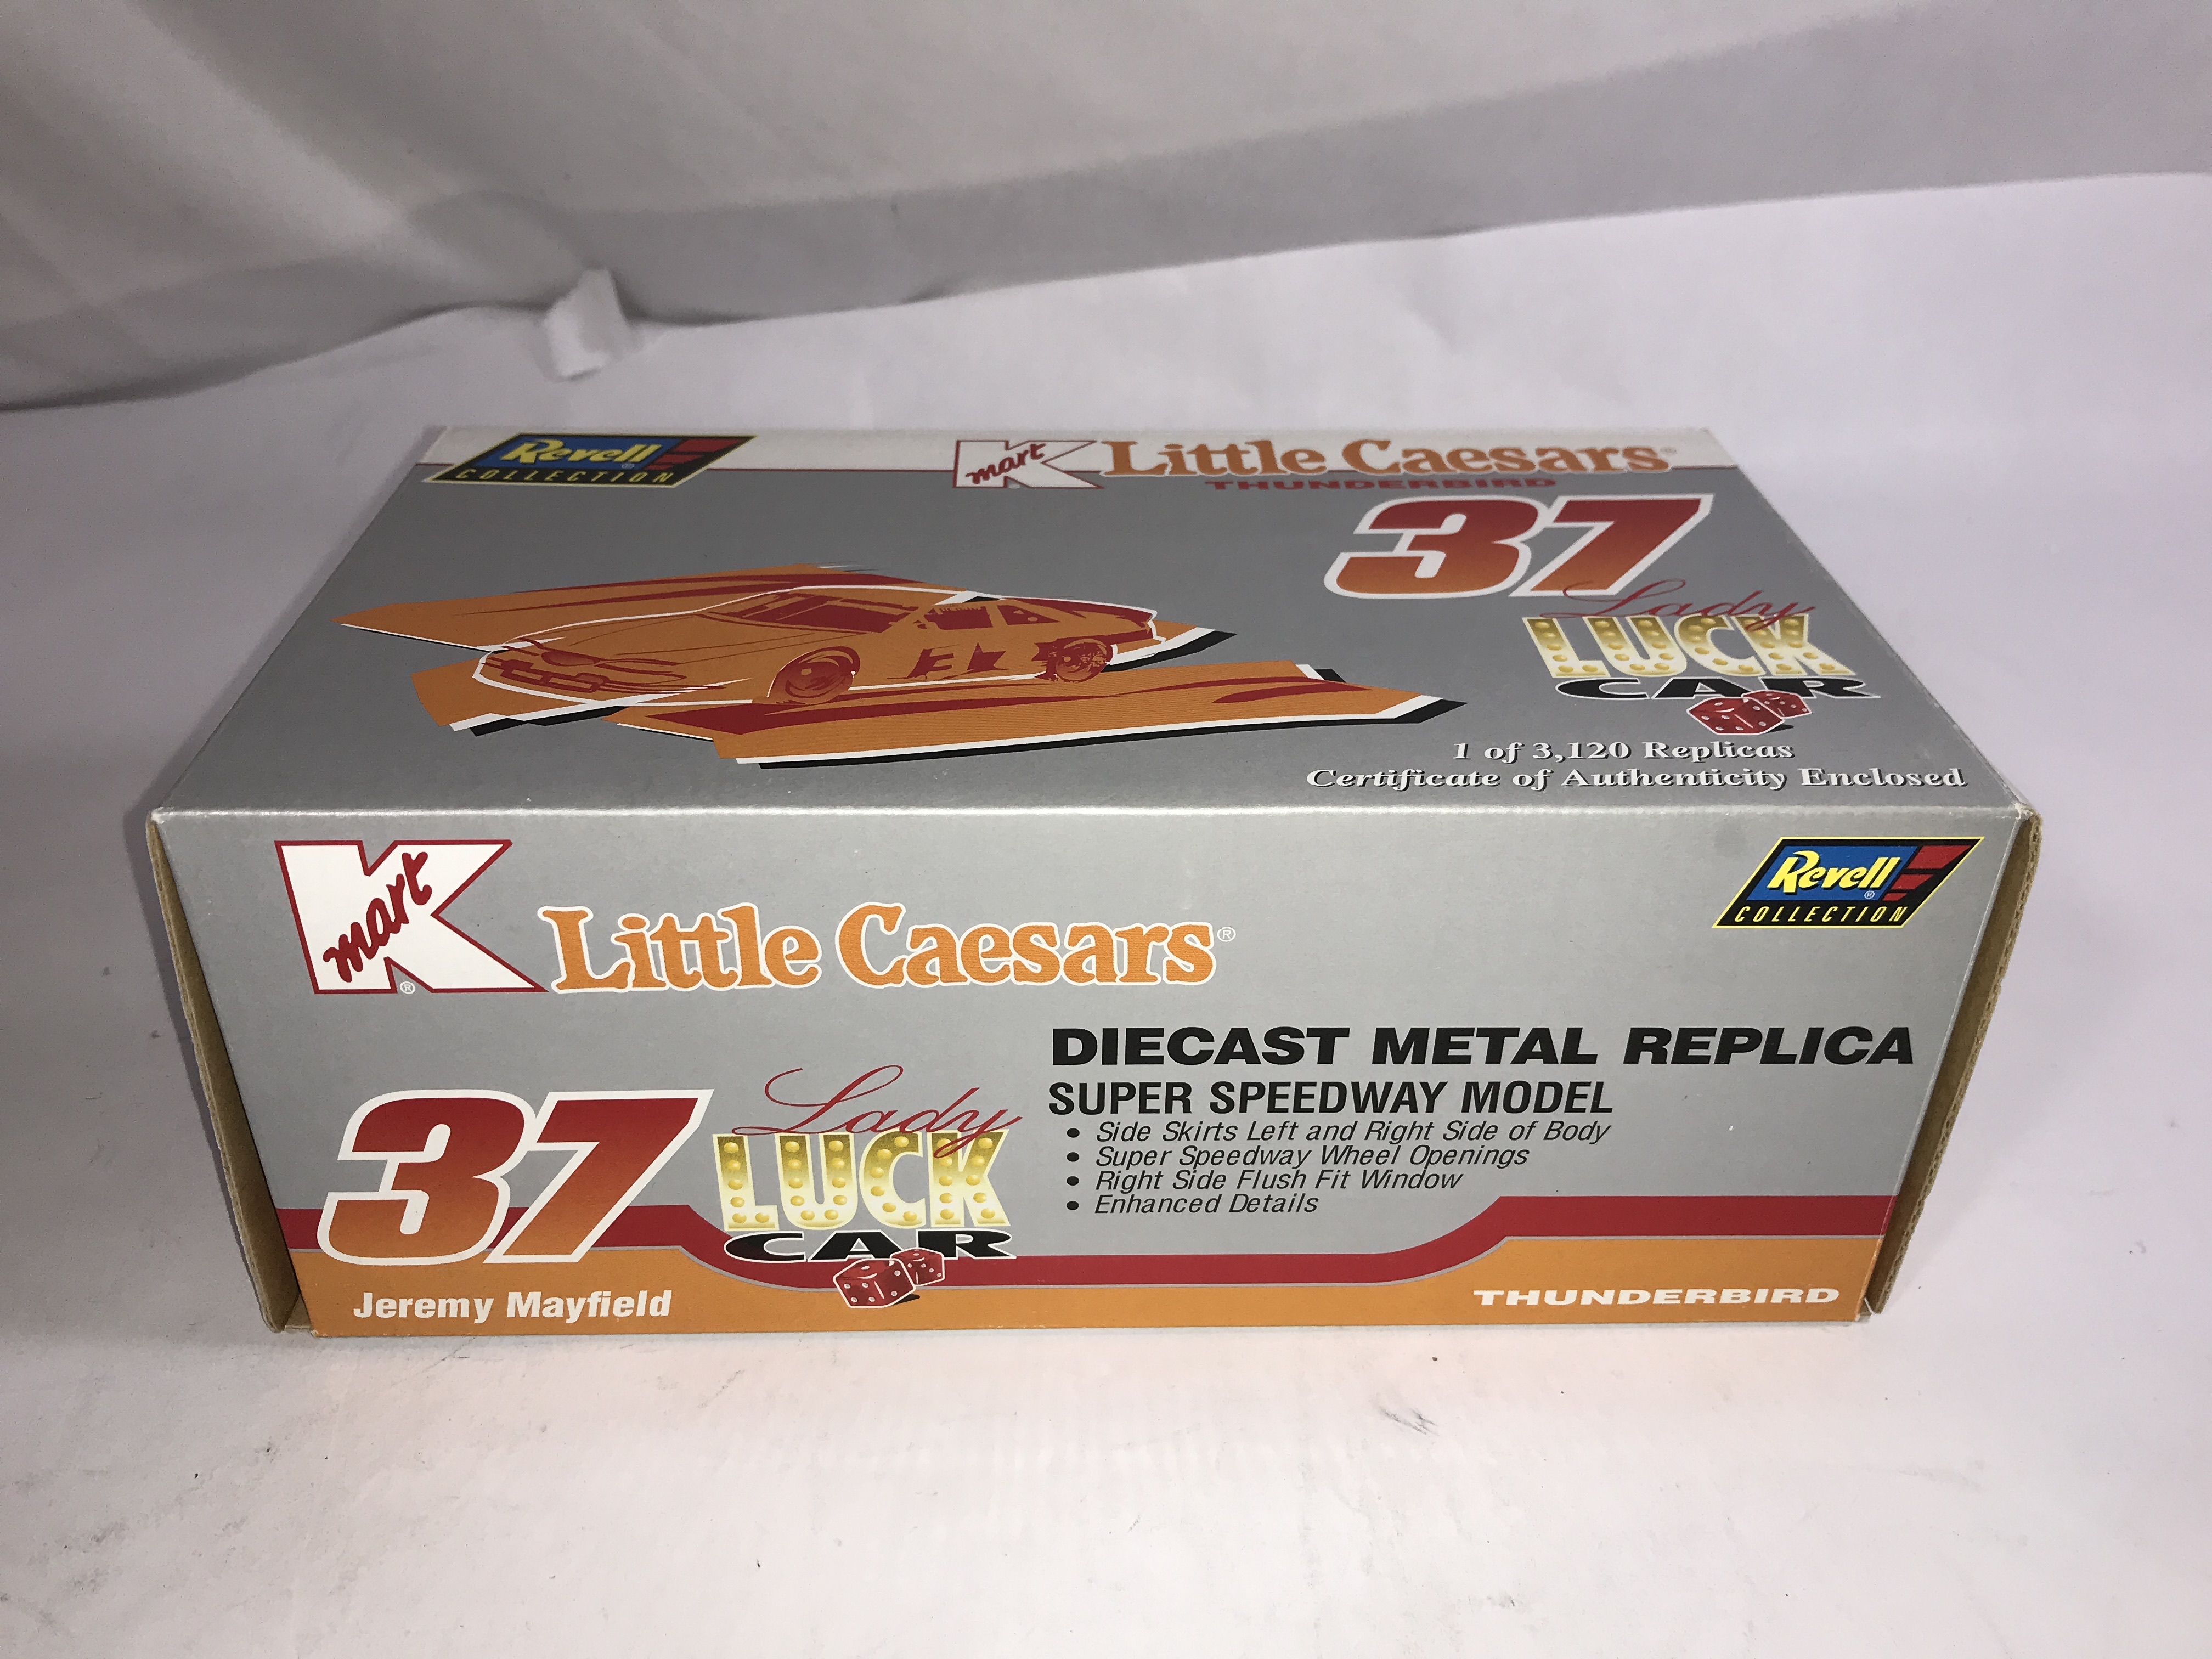 Revell®
COLLECTION
Kmart Little Caesars®
THUNDERBIRD
37
Lady
LUCK
CAR
1 of 3,120 Replicas
Certificate of Authenticity Enclosed
Kmart® Little Caesars®
Revell®
COLLECTION
DIECAST METAL REPLICA
SUPER SPEEDWAY MODEL
• Side Skirts Left and Right Side of Body
• Super Speedway Wheel Openings
• Right Side Flush Fit Window
• Enhanced Details
37
Lady
LUCK
CAR
Jeremy Mayfield
THUNDERBIRD